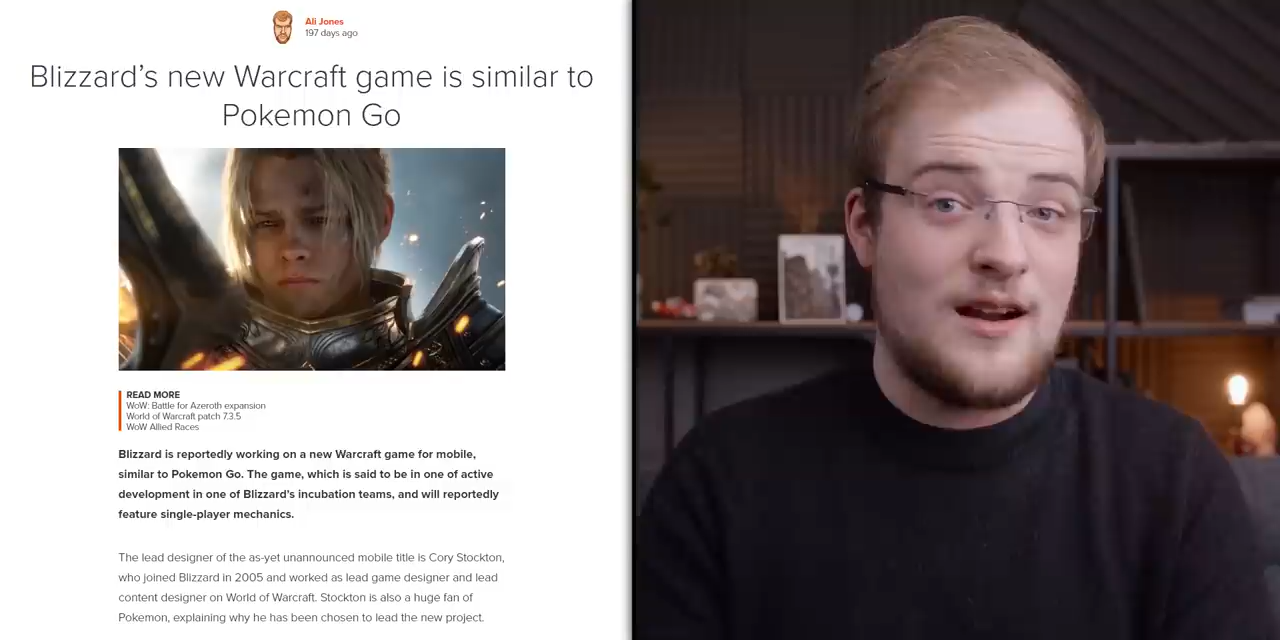 Ali Jones
197 days ago
Blizzard's new Warcraft game is similar to
Pokemon Go
READ MORE
WoW: Battle for Azeroth expansion
World of Warcraft patch 7.3.5
WoW Allied Races
Blizzard is reportedly working on a new Warcraft game for mobile,
similar to Pokemon Go. The game, which is said to be in one of active
development in one of Blizzard's incubation teams, and will reportedly
feature single-player mechanics.
The lead designer of the as-yet unannounced mobile title is Cory Stockton,
who joined Blizzard in 2005 and worked as lead game designer and lead
content designer on World of Warcraft. Stockton is also a huge fan of
Pokemon, explaining why he has been chosen to lead the new project.